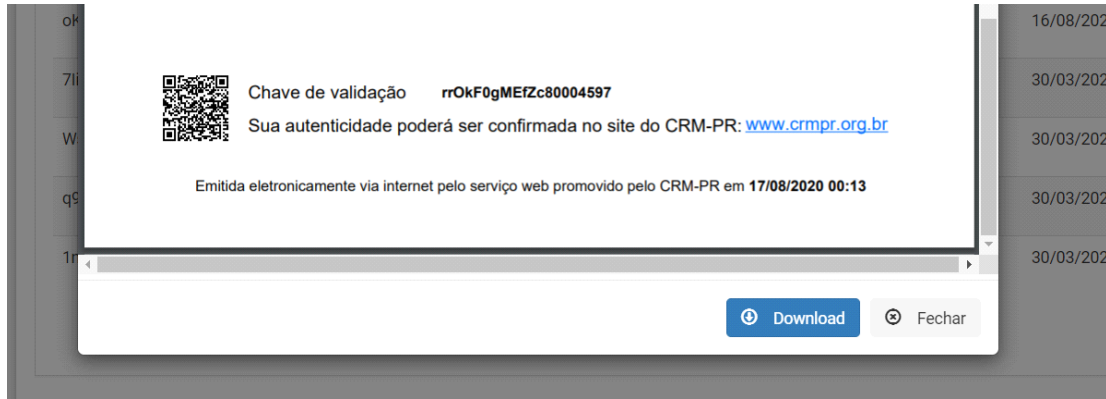 16/08/202
Chave de validação rrOkF0gMEfZc80004597
30/03/202
Sua autenticidade poderá ser confirmada no site do CRM-PR: www.crmpr.org.br
30/03/202
Emitida eletronicamente via internet pelo serviço web promovido pelo CRM-PR em 17/08/2020 00:13
30/03/202
30/03/202
Download
Fechar